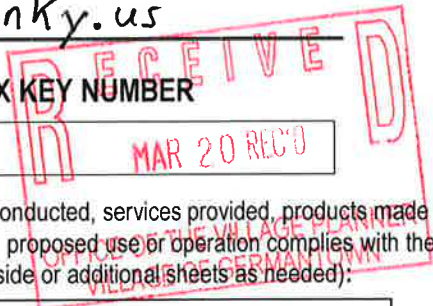 nky.us
RECEIVED
X KEY NUMBER
MAR 20 REC'D
onducted, services provided, products made
proposed use or operation complies with the
OFFICE OF THE VILLAGE PLANNER
side or additional sheets as needed):
VILLAGE OF GERMANTOWN